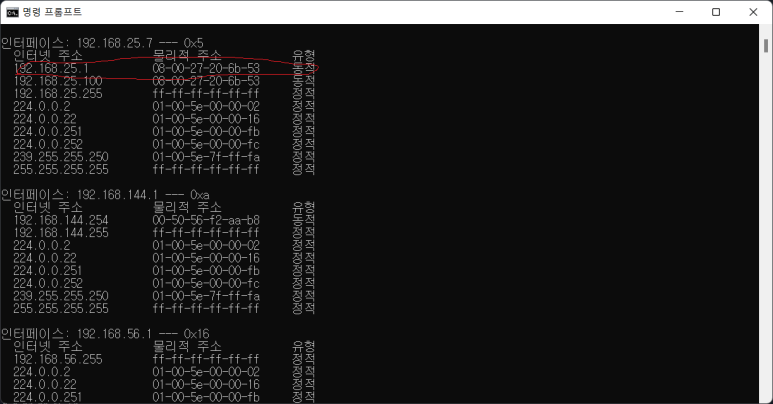 명령 프롬프트
인터페이스: 192.168.25.7 --- 0x5
인터넷 주소 물리적 주소 유형
192.168.25.1 08-00-27-20-6b-53 동적
192.168.25.100 08-00-27-20-6b-53 동적
192.168.25.255 ff-ff-ff-ff-ff-ff 정적
224.0.0.2 01-00-5e-00-00-02 정적
224.0.0.22 01-00-5e-00-00-16 정적
224.0.0.251 01-00-5e-00-00-fb 정적
224.0.0.252 01-00-5e-00-00-fc 정적
239.255.255.250 01-00-5e-7f-ff-fa 정적
255.255.255.255 ff-ff-ff-ff-ff-ff 정적
인터페이스: 192.168.144.1 --- 0xa
인터넷 주소 물리적 주소 유형
192.168.144.254 00-50-56-f2-aa-b8 동적
192.168.144.255 ff-ff-ff-ff-ff-ff 정적
224.0.0.2 01-00-5e-00-00-02 정적
224.0.0.22 01-00-5e-00-00-16 정적
224.0.0.251 01-00-5e-00-00-fb 정적
224.0.0.252 01-00-5e-00-00-fc 정적
239.255.255.250 01-00-5e-7f-ff-fa 정적
255.255.255.255 ff-ff-ff-ff-ff-ff 정적
인터페이스: 192.168.56.1 --- 0x16
인터넷 주소 물리적 주소 유형
192.168.56.255 ff-ff-ff-ff-ff-ff 정적
224.0.0.2 01-00-5e-00-00-02 정적
224.0.0.22 01-00-5e-00-00-16 정적
224.0.0.251 01-00-5e-00-00-fb 정적